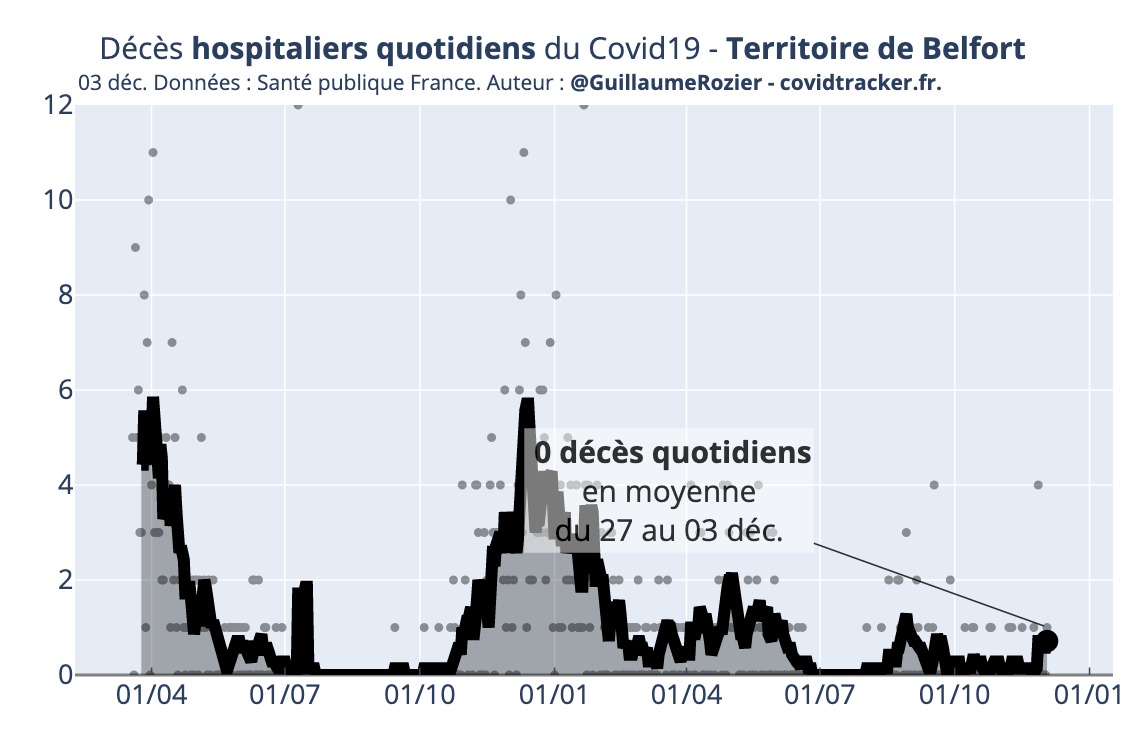 Décès hospitaliers quotidiens du Covid19 - Territoire de Belfort
03 déc. Données : Santé publique France. Auteur : @GuillaumeRozier - covidtracker.fr.
12
10
8
6
4
2
0
0 décès quotidiens
en moyenne
du 27 au 03 déc.
01/04 01/07 01/10 01/01 01/04 01/07 01/10 01/01